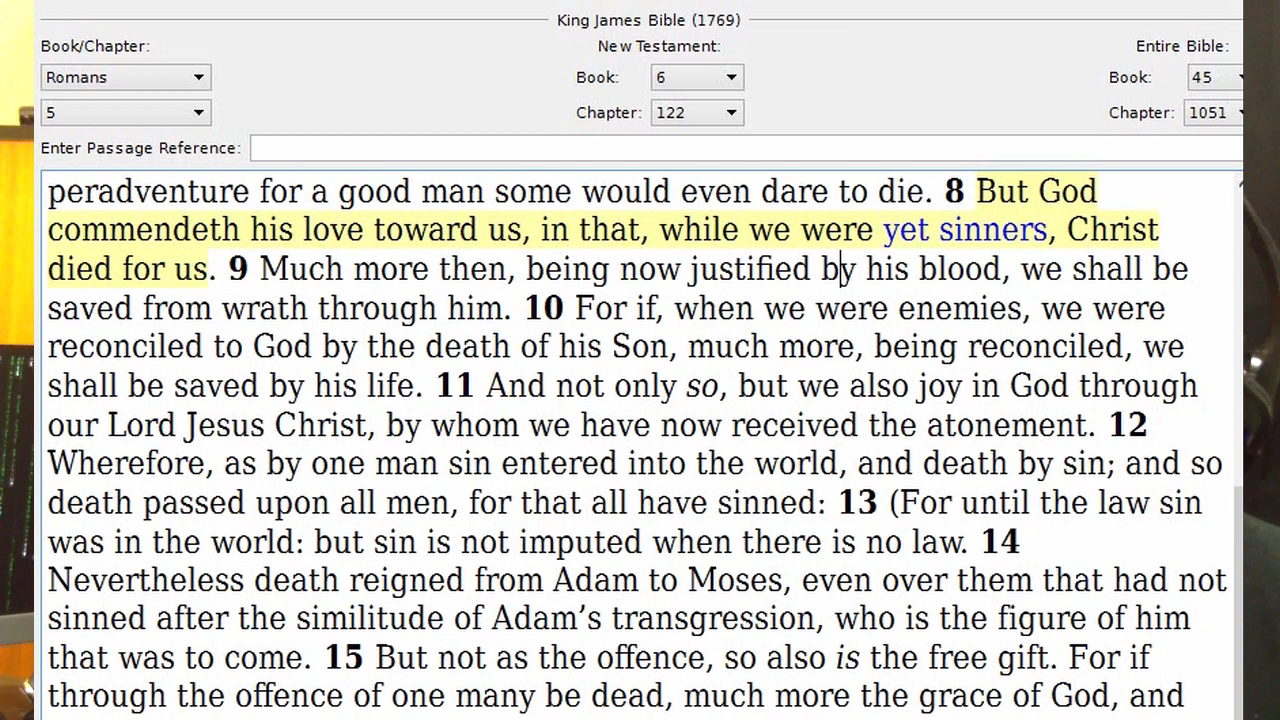 King James Bible (1769)
Book/Chapter: New Testament: Entire Bible:
Romans Book: 6 Book: 45
5 Chapter: 122 Chapter: 1051
Enter Passage Reference:
peradventure for a good man some would even dare to die. 8 But God
commendeth his love toward us, in that, while we were yet sinners, Christ
died for us. 9 Much more then, being now justified by his blood, we shall be
saved from wrath through him. 10 For if, when we were enemies, we were
reconciled to God by the death of his Son, much more, being reconciled, we
shall be saved by his life. 11 And not only so, but we also joy in God through
our Lord Jesus Christ, by whom we have now received the atonement. 12
Wherefore, as by one man sin entered into the world, and death by sin; and so
death passed upon all men, for that all have sinned: 13 (For until the law sin
was in the world: but sin is not imputed when there is no law. 14
Nevertheless death reigned from Adam to Moses, even over them that had not
sinned after the similitude of Adam’s transgression, who is the figure of him
that was to come. 15 But not as the offence, so also is the free gift. For if
through the offence of one many be dead, much more the grace of God, and